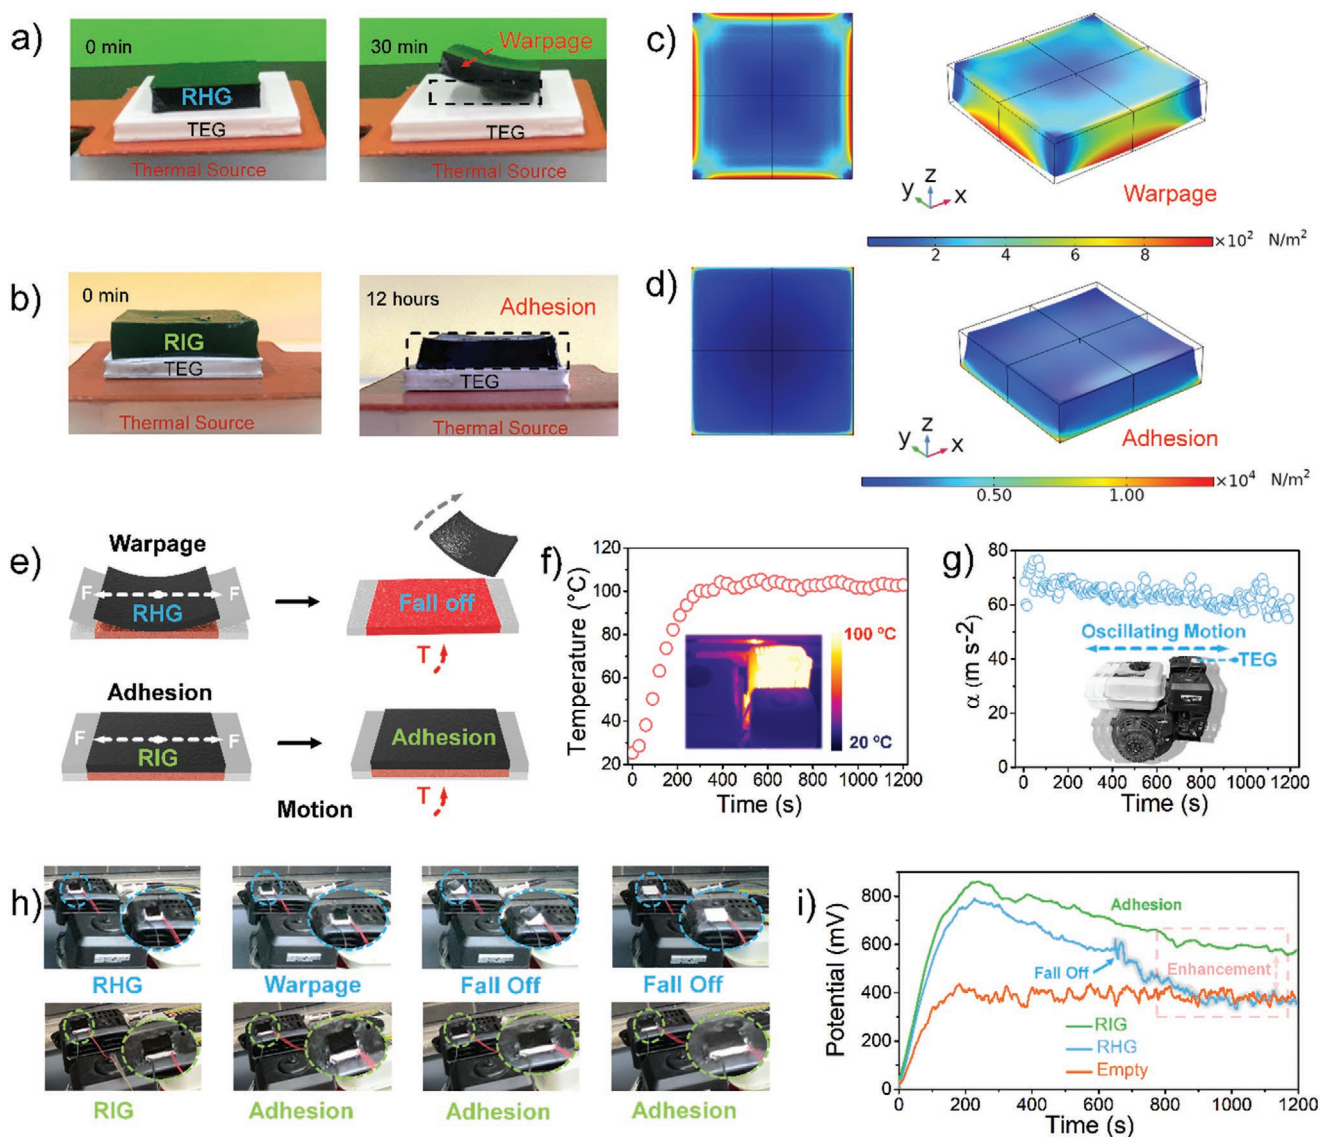 a)
0 min
RHG
TEG
Thermal Source
30 min
Warpage
TEG
Thermal Source
b)
0 min
RIG
TEG
Thermal Source
12 hours
Adhesion
TEG
Thermal Source
c)
y z x
Warpage
2 4 6 8 ×10² N/m²
d)
y z x
Adhesion
0.50 1.00 ×10⁴ N/m²
e)
Warpage
F F
RHG
Fall off
T
Adhesion
F F
RIG
Adhesion
T
Motion
f)
Temperature (°C)
120
100
80
60
40
20
100 ºC
20 ºC
0 200 400 600 800 1000 1200
Time (s)
g)
α (m s-2)
80
60
40
20
0
Oscillating Motion
TEG
0 200 400 600 800 1000 1200
Time (s)
h)
RHG Warpage Fall Off Fall Off
RIG Adhesion Adhesion Adhesion
i)
Potential (mV)
800
600
400
200
0
Adhesion
Fall Off
Enhancement
RIG
RHG
Empty
0 200 400 600 800 1000 1200
Time (s)